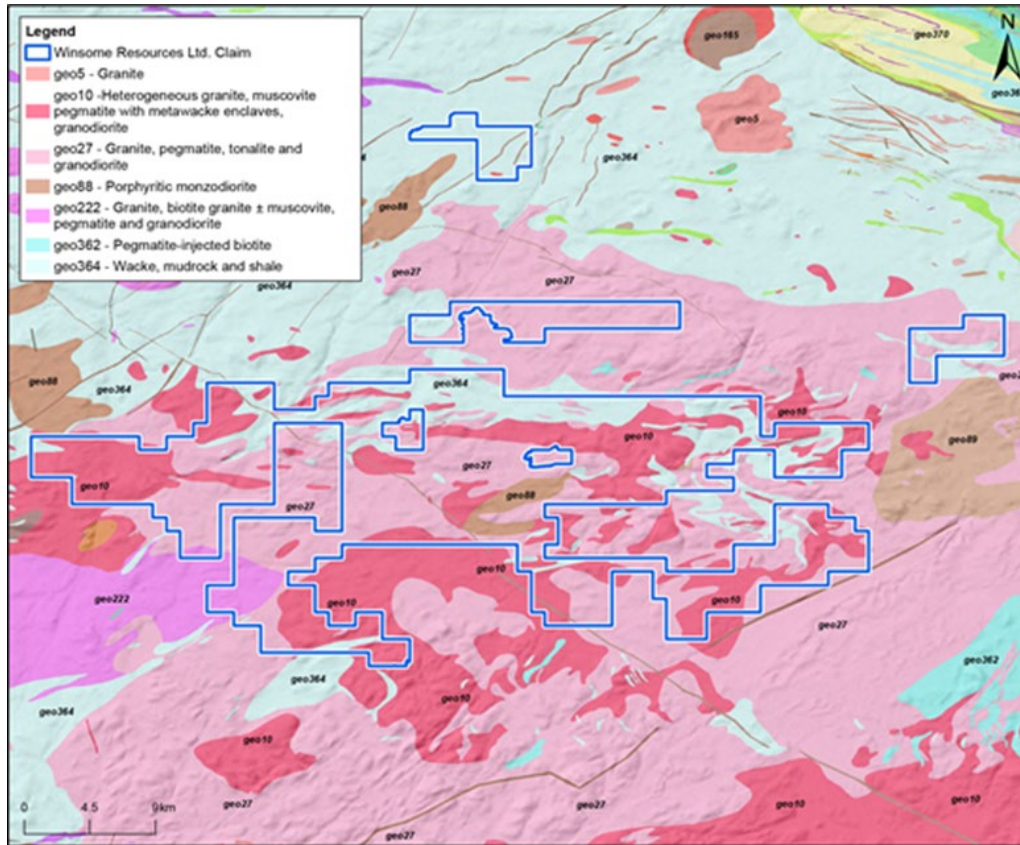 Legend
Winsome Resources Ltd. Claim
geo5 - Granite
geo10 -Heterogeneous granite, muscovite
pegmatite with metawacke enclaves,
granodiorite
geo27 - Granite, pegmatite, tonalite and
granodiorite
geo88 - Porphyritic monzodiorite
geo222 - Granite, biotite granite ± muscovite,
pegmatite and granodiorite
geo362 - Pegmatite-injected biotite
geo364 - Wacke, mudrock and shale
geo165
geo370
N
geo5
geo364
geo88
geo27
geo27
geo364
geo88
geo364
geo364
geo10
geo10
geo89
geo27
geo10
geo88
geo27
geo10
geo222
geo10
geo10
geo27
geo362
geo364
geo10
geo364
geo10
geo27
geo27
geo10
geo10
geo27
0 4.5 9km